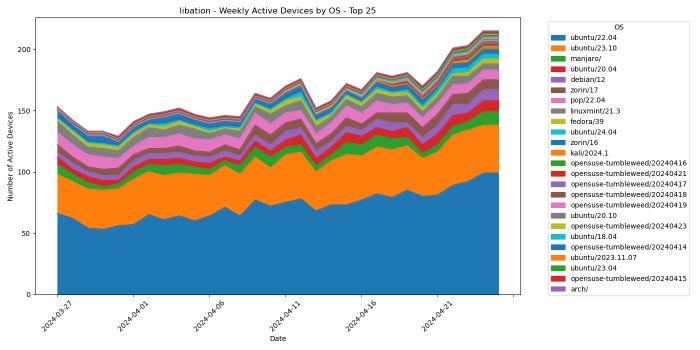 libation - Weekly Active Devices by OS - Top 25
Number of Active Devices
200
150
100
50
0
2024-03-27
2024-04-01
2024-04-06
2024-04-11
2024-04-16
2024-04-21
Date
OS
ubuntu/22.04
ubuntu/23.10
manjaro/
ubuntu/20.04
debian/12
zorin/17
pop/22.04
linuxmint/21.3
fedora/39
ubuntu/24.04
zorin/16
kali/2024.1
opensuse-tumbleweed/20240416
opensuse-tumbleweed/20240421
opensuse-tumbleweed/20240417
opensuse-tumbleweed/20240418
opensuse-tumbleweed/20240419
ubuntu/20.10
opensuse-tumbleweed/20240423
ubuntu/18.04
opensuse-tumbleweed/20240414
ubuntu/2023.11.07
ubuntu/23.04
opensuse-tumbleweed/20240415
arch/